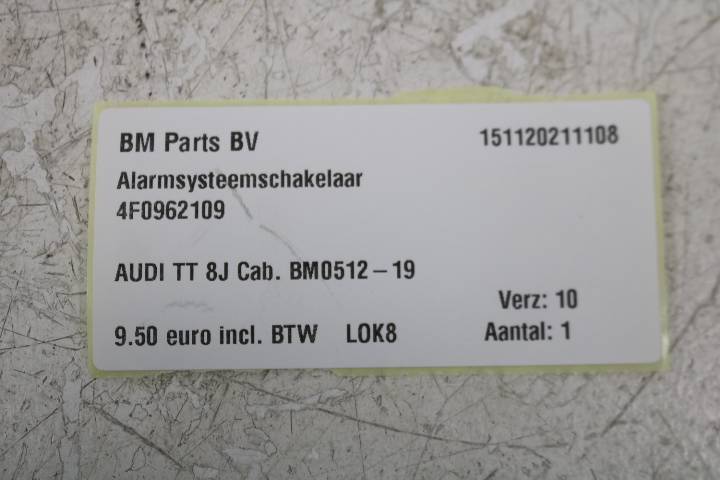 BM Parts BV 151120211108
Alarmsysteemschakelaar
4F0962109
AUDI TT 8J Cab. BM0512-19
Verz: 10
9.50 euro incl. BTW LOK8 Aantal: 1